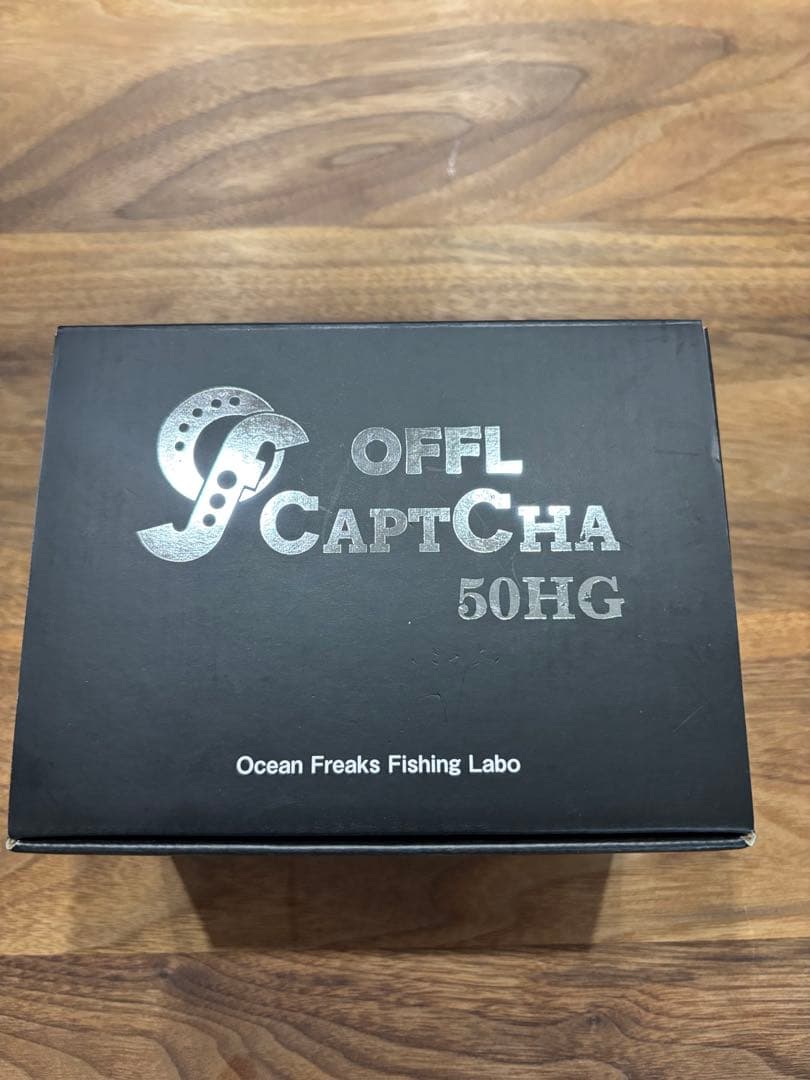 OFFL
CAPTCHA
50HG
Ocean Freaks Fishing Labo